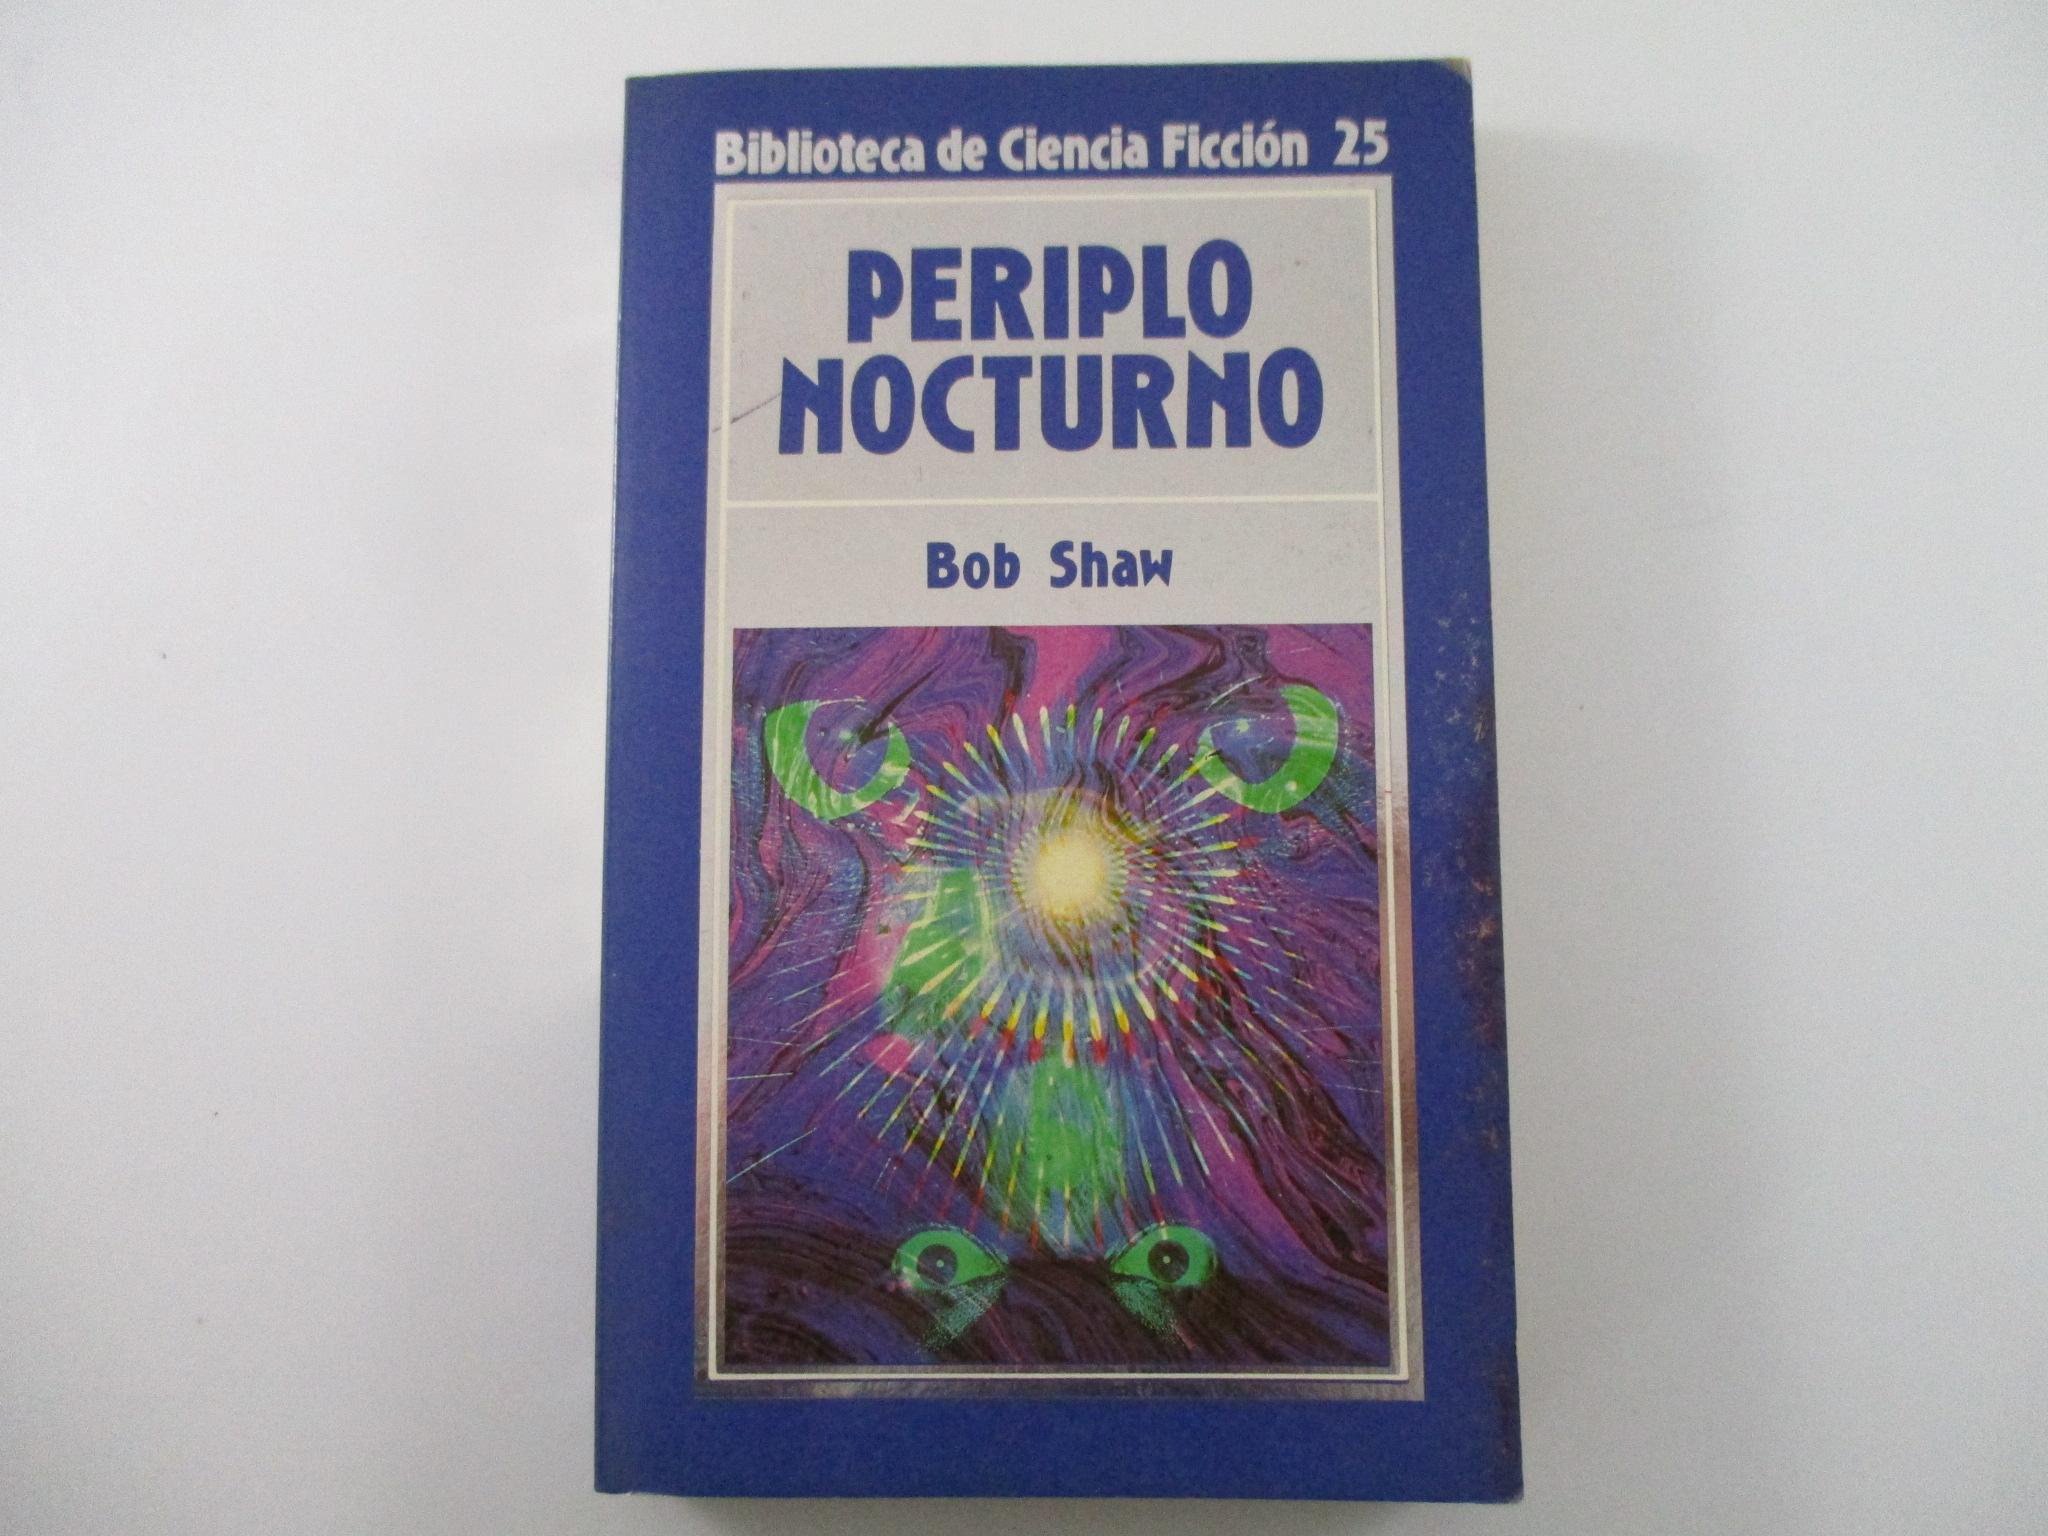 Biblioteca de Ciencia Ficción 25
PERIPLO
NOCTURNO
Bob Shaw